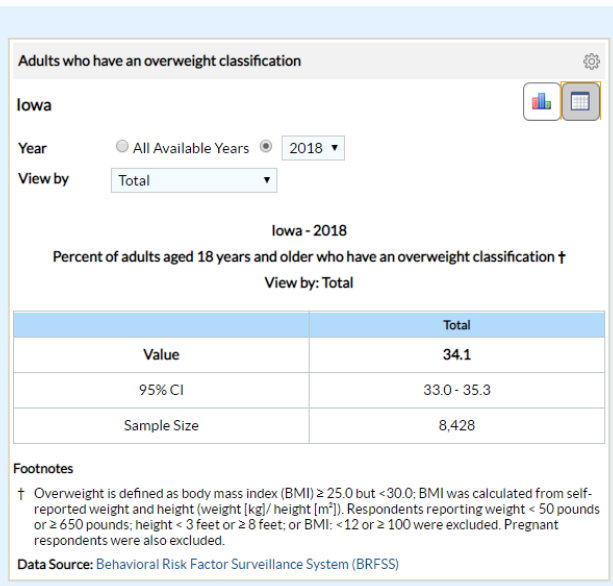 Adults who have an overweight classification
Iowa
Year All Available Years 2018
View by Total
Iowa - 2018
Percent of adults aged 18 years and older who have an overweight classification †
View by: Total
Total
Value 34.1
95% CI 33.0 - 35.3
Sample Size 8,428
Footnotes
† Overweight is defined as body mass index (BMI) ≥ 25.0 but <30.0; BMI was calculated from self-
reported weight and height (weight [kg]/ height [m²]). Respondents reporting weight < 50 pounds
or ≥ 650 pounds; height < 3 feet or ≥ 8 feet; or BMI: <12 or ≥ 100 were excluded. Pregnant
respondents were also excluded.
Data Source: Behavioral Risk Factor Surveillance System (BRFSS)